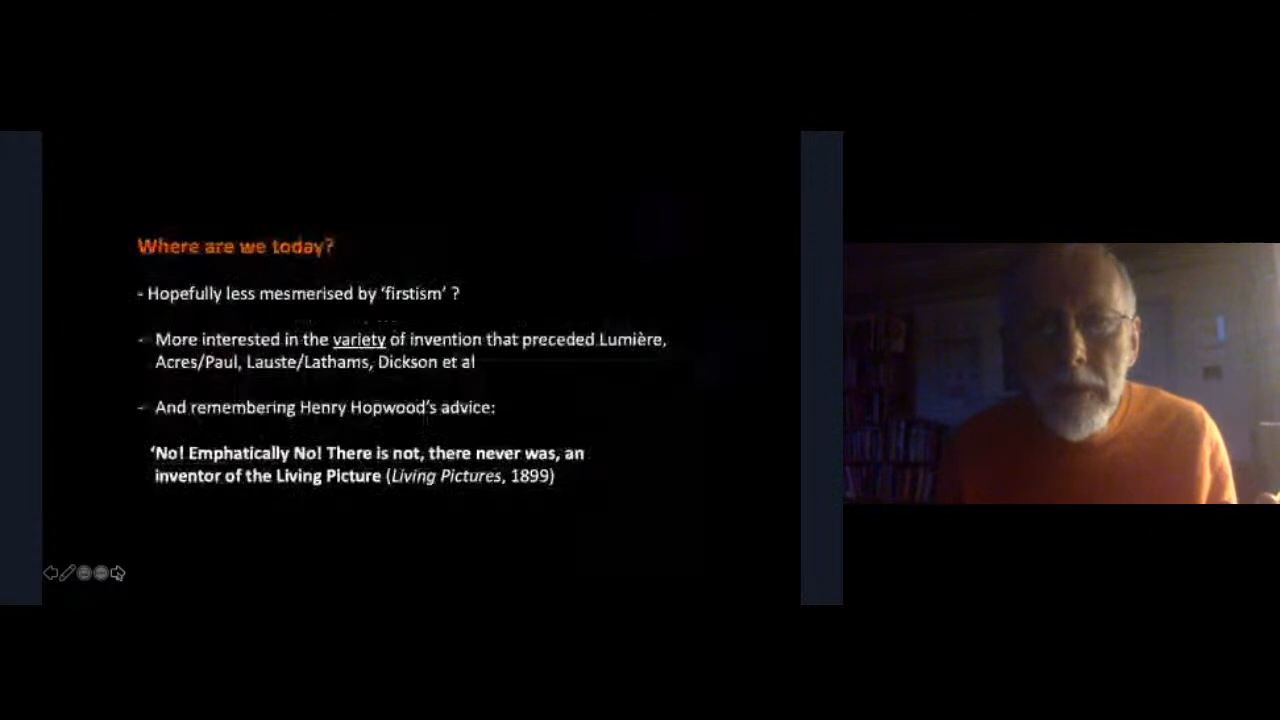 Where are we today?
- Hopefully less mesmerised by ‘firstism’ ?
- More interested in the variety of invention that preceded Lumière,
Acres/Paul, Lauste/Lathams, Dickson et al
- And remembering Henry Hopwood’s advice:
‘No! Emphatically No! There is not, there never was, an
inventor of the Living Picture (Living Pictures, 1899)